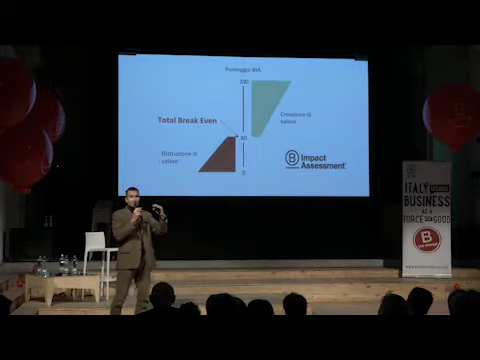 Punteggio BIA
200
Total Break Even
Creazione di
valore
80
Distruzione di
valore
B Impact
Assessment
0
ITALY
BUSINESS
AS A
FORCE for GOOD
B